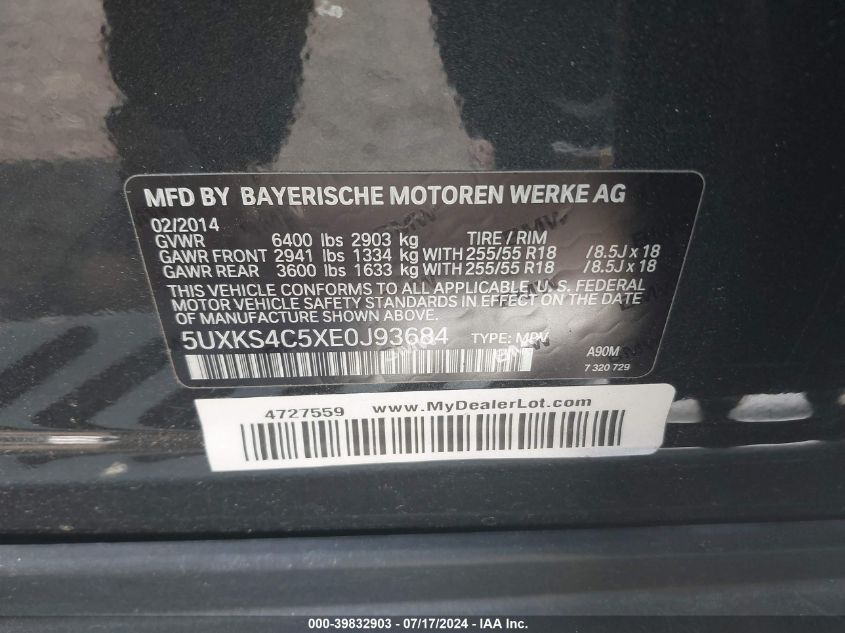 MFD BY BAYERISCHE MOTOREN WERKE AG
02/2014
GVWR 6400 lbs 2903 kg TIRE / RIM
GAWR FRONT 2941 lbs 1334 kg WITH 255/55 R18 /8.5J x 18
GAWR REAR 3600 lbs 1633 kg WITH 255/55 R18 /8.5J x 18
THIS VEHICLE CONFORMS TO ALL APPLICABLE U.S. FEDERAL
MOTOR VEHICLE SAFETY STANDARDS IN EFFECT ON THE DATE
OF MANUFACTURE SHOWN ABOVE.
5UXKS4C5XE0J93684 TYPE: MPV
A90M
7 320 729
4727559 www.MyDealerLot.com
000-39832903 - 07/17/2024 - IAA Inc.